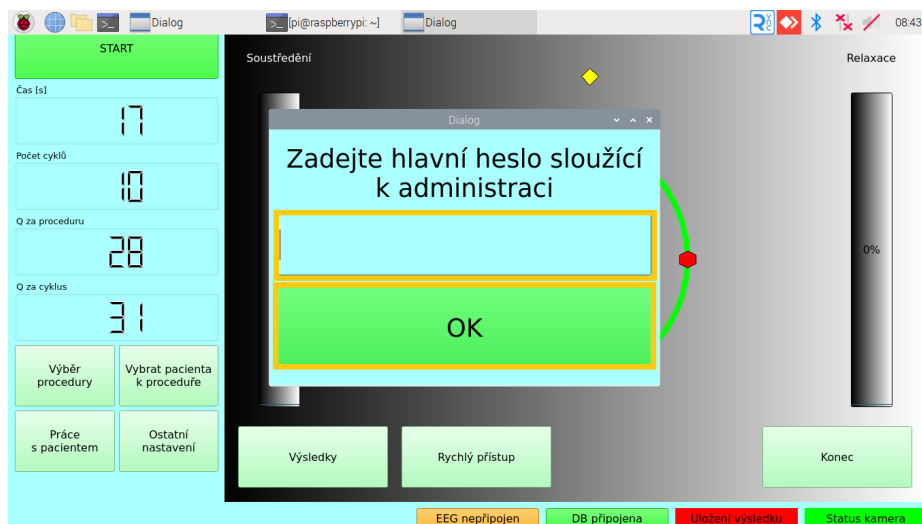 Dialog
[pi@raspberrypi: ~]
Dialog
08:43
START
Čas [s]
17
Počet cyklů
10
Q za proceduru
28
Q za cyklus
31
Výběr
procedury
Vybrat pacienta
k proceduře
Práce
s pacientem
Ostatní
nastavení
Soustředění
Relaxace
0%
Dialog
Zadejte hlavní heslo sloužící
k administraci
OK
Výsledky
Rychlý přístup
Konec
EEG nepřipojen
DB připojena
Uložení výsledku
Status kamera